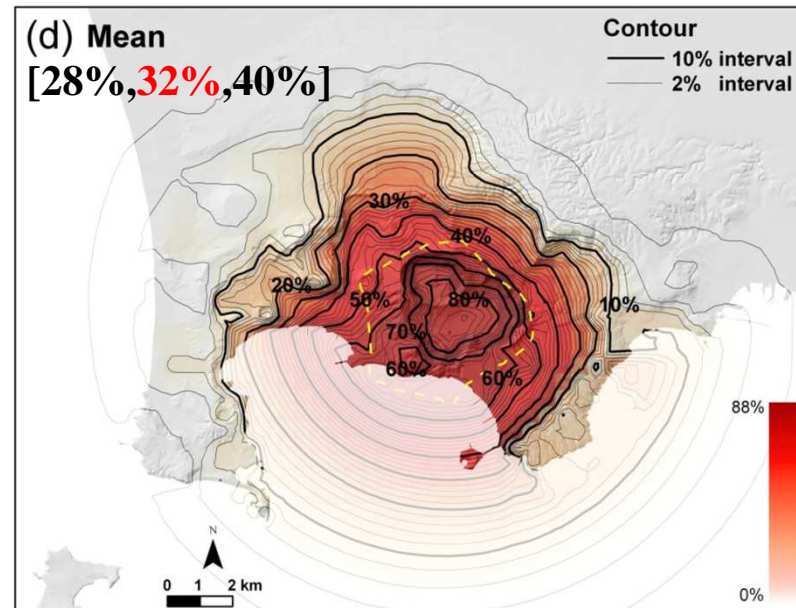 (d) Mean
[28%,32%,40%]
Contour
10% interval
2% interval
30%
40%
20%
50%
80%
10%
70%
60%
60%
88%
0%
N
0 1 2 km